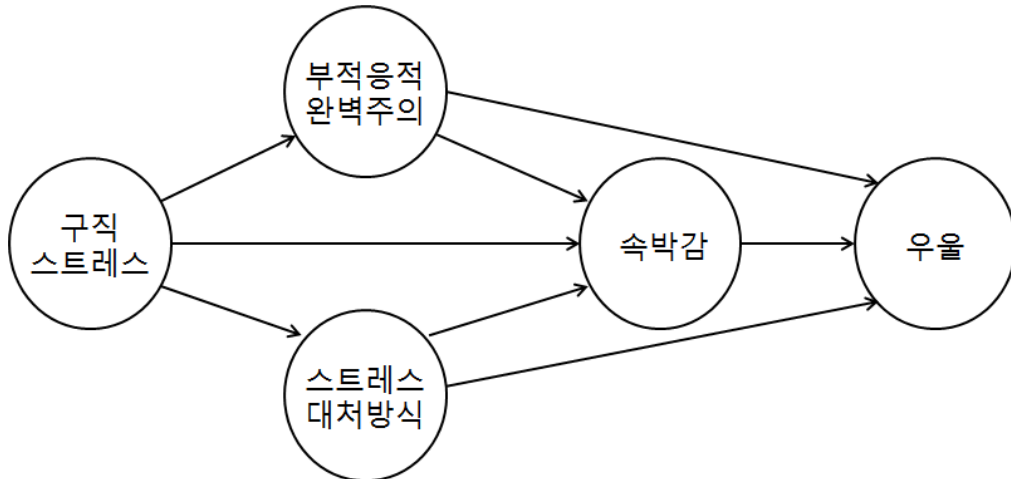 부적응적
완벽주의
구직
스트레스
속박감
우울
스트레스
대처방식